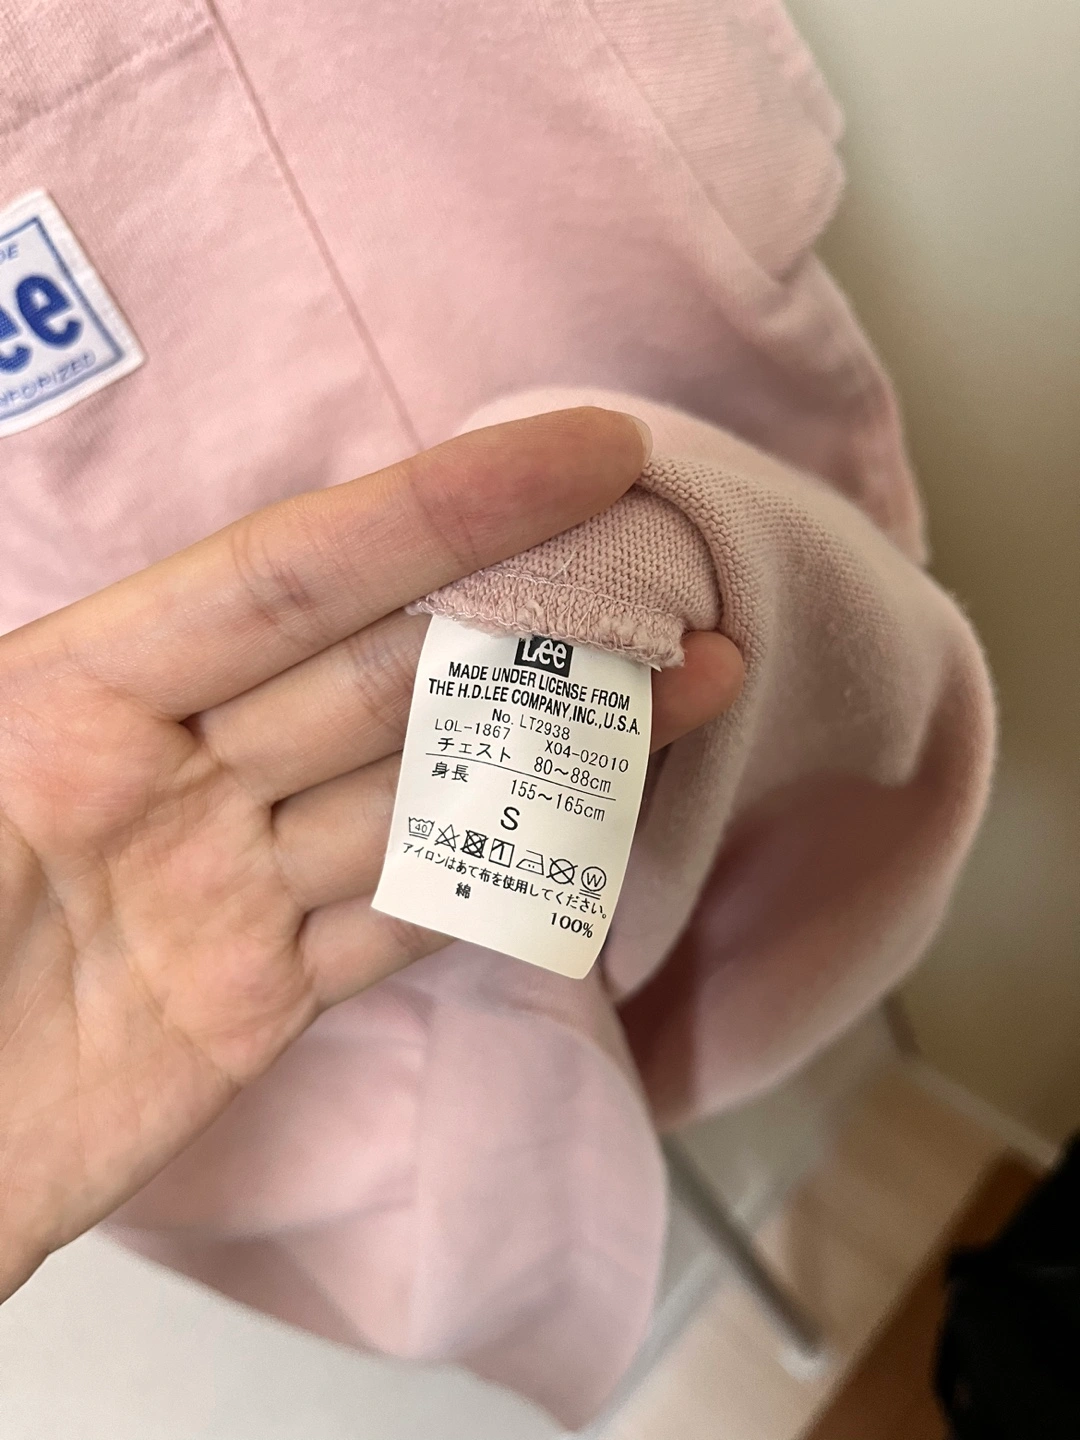 Lee
MADE UNDER LICENSE FROM
THE H.D.LEE COMPANY,INC.,U.S.A.
No. LT2938
LOL-1867 X04-02010
チェスト 80～88cm
身長 155～165cm
S
40
W
アイロンはあて布を使用してください。
綿 100%
ee